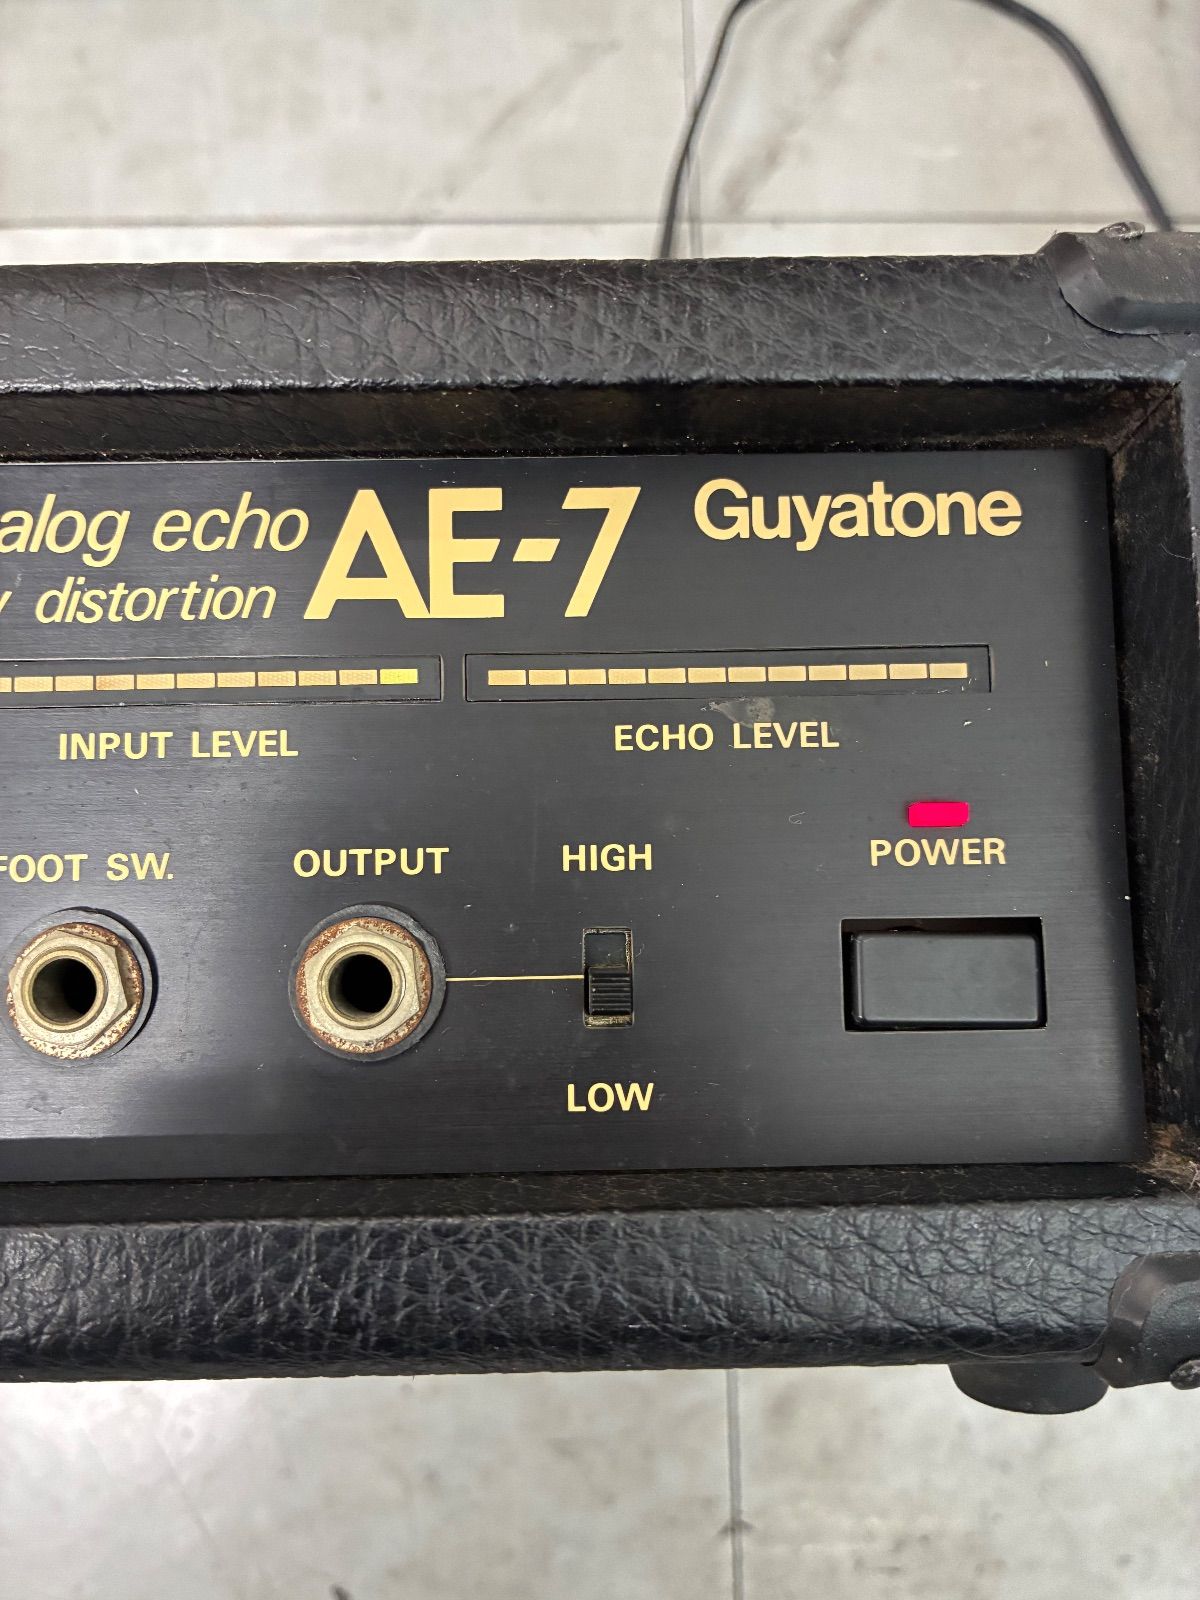 alog echo AE-7 Guyatone
distortion
INPUT LEVEL ECHO LEVEL
FOOT SW. OUTPUT HIGH POWER
LOW